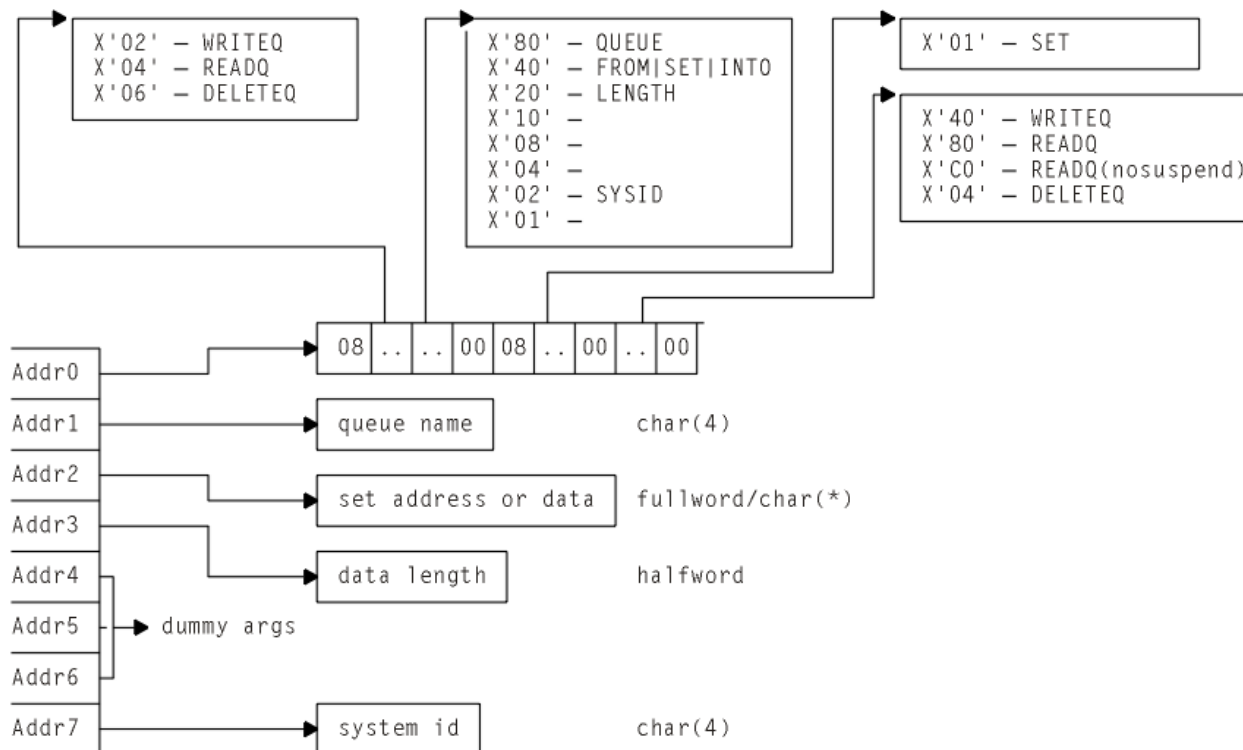 X'02' — WRITEQ
X'04' — READQ
X'06' — DELETEQ
X'80' — QUEUE
X'40' — FROM|SET|INTO
X'20' — LENGTH
X'10' —
X'08' —
X'04' —
X'02' — SYSID
X'01' —
X'01' — SET
X'40' — WRITEQ
X'80' — READQ
X'C0' — READQ(nosuspend)
X'04' — DELETEQ
08 .. .. 00 08 .. 00 .. 00
Addr0
Addr1 queue name char(4)
Addr2 set address or data fullword/char(*)
Addr3
Addr4 data length halfword
Addr5 dummy args
Addr6
Addr7 system id char(4)